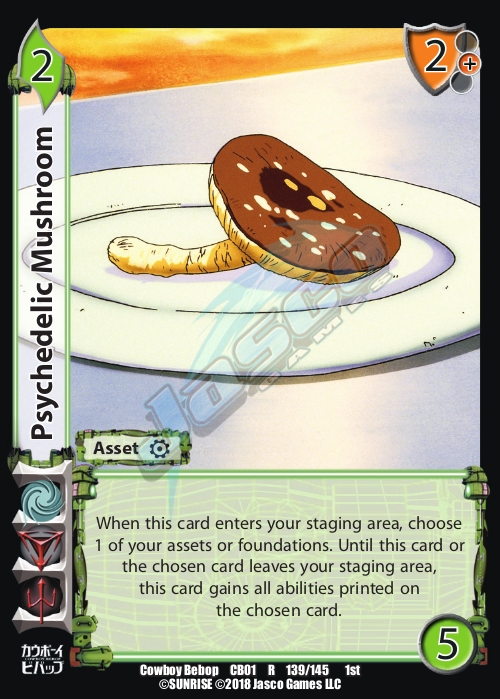 2
2
+
Psychedelic Mushroom
Jasco
GAMES
Asset
When this card enters your staging area, choose
1 of your assets or foundations. Until this card or
the chosen card leaves your staging area,
this card gains all abilities printed on
the chosen card.
5
カウボーイ
ビバップ
Cowboy Bebop CB01 R 139/145 1st
©SUNRISE ©2018 Jasco Games LLC